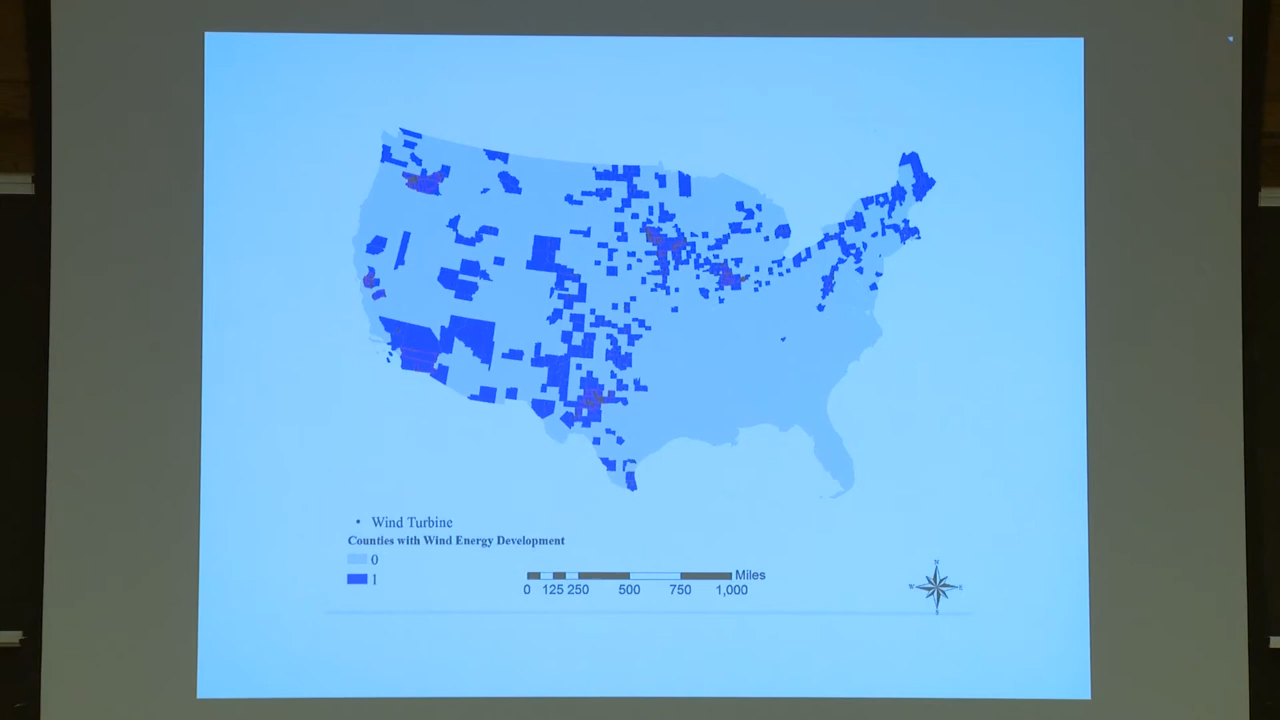 • Wind Turbine
Counties with Wind Energy Development
0
1
Miles
0 125 250 500 750 1,000
N
W E
S